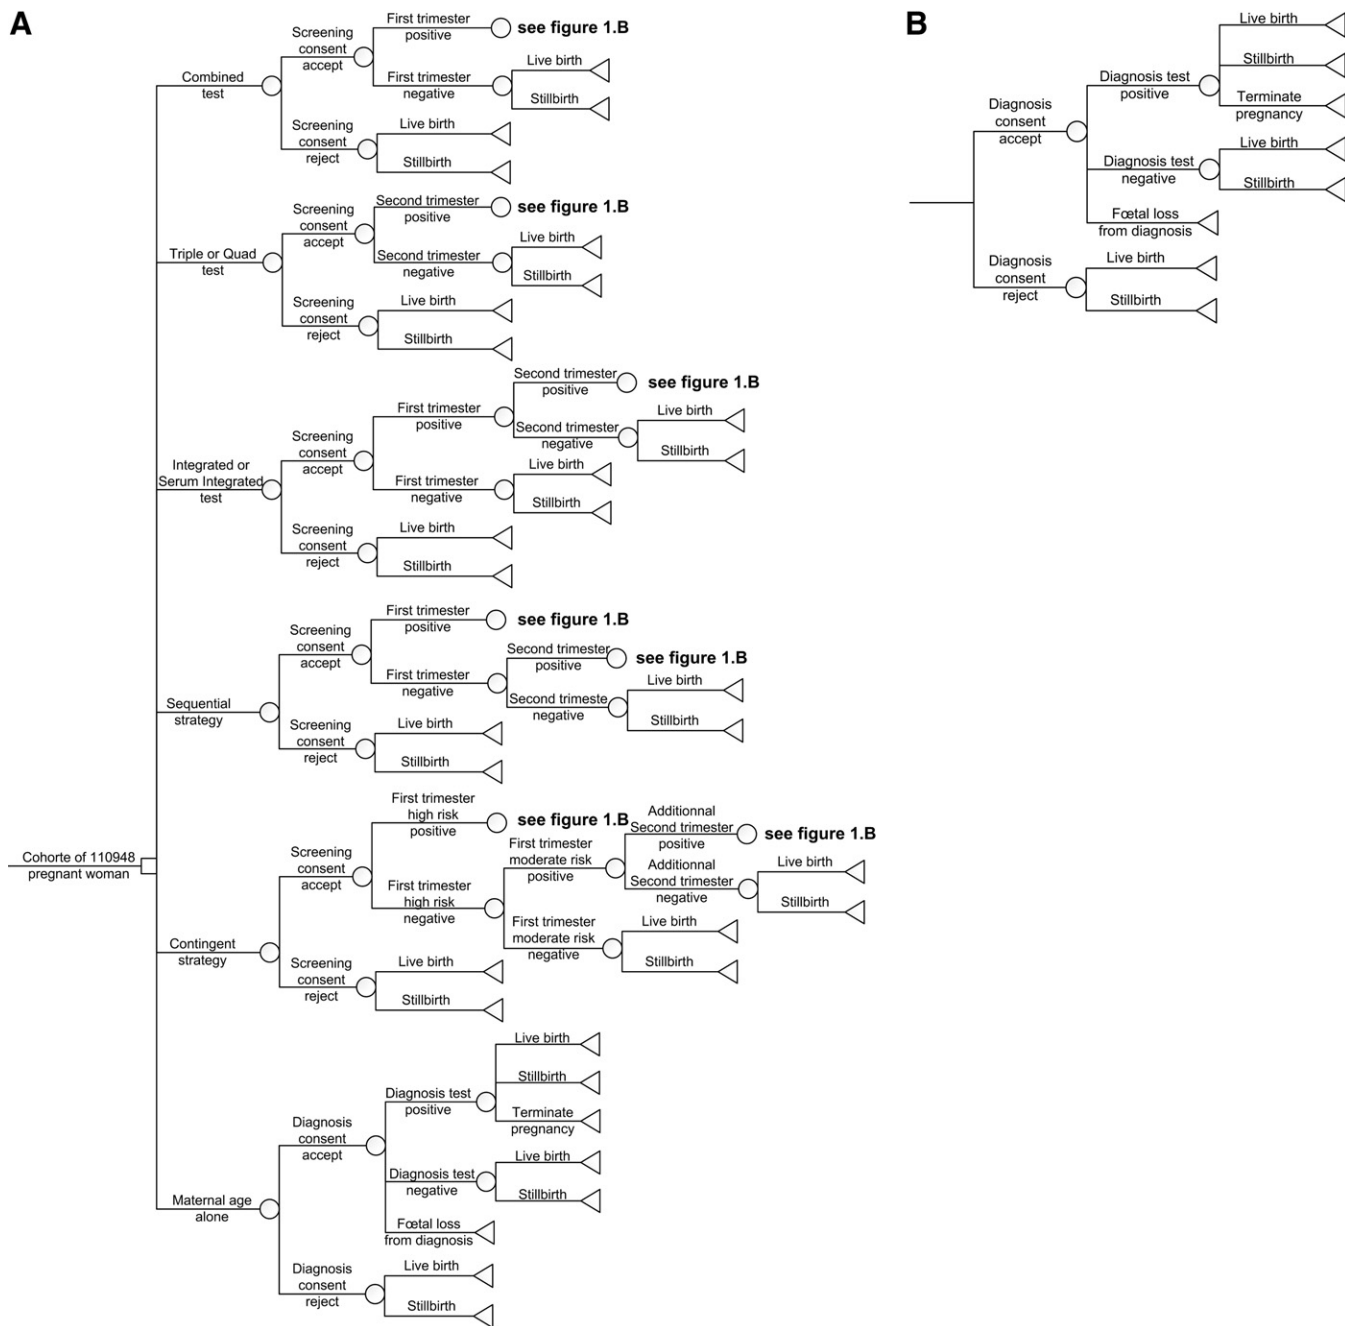 A
Combined
test
Screening
consent
accept
First trimester
positive
see figure 1.B
First trimester
negative
Live birth
Stillbirth
Screening
consent
reject
Live birth
Stillbirth
Triple or Quad
test
Screening
consent
accept
Second trimester
positive
see figure 1.B
Second trimester
negative
Live birth
Stillbirth
Screening
consent
reject
Live birth
Stillbirth
Integrated or
Serum Integrated
test
Screening
consent
accept
First trimester
positive
Second trimester
positive
see figure 1.B
Second trimester
negative
Live birth
Stillbirth
First trimester
negative
Live birth
Stillbirth
Screening
consent
reject
Live birth
Stillbirth
Sequential
strategy
Screening
consent
accept
First trimester
positive
see figure 1.B
First trimester
negative
Second trimester
positive
see figure 1.B
Second trimeste
negative
Live birth
Stillbirth
Screening
consent
reject
Live birth
Stillbirth
Cohorte of 110948
pregnant woman
Contingent
strategy
Screening
consent
accept
First trimester
high risk
positive
see figure 1.B
First trimester
high risk
negative
First trimester
moderate risk
positive
Additionnal
Second trimester
positive
see figure 1.B
Additionnal
Second trimester
negative
Live birth
Stillbirth
First trimester
moderate risk
negative
Live birth
Stillbirth
Screening
consent
reject
Live birth
Stillbirth
Maternal age
alone
Diagnosis
consent
accept
Diagnosis test
positive
Live birth
Stillbirth
Terminate
pregnancy
Diagnosis test
negative
Live birth
Stillbirth
Fœtal loss
from diagnosis
Diagnosis
consent
reject
Live birth
Stillbirth
B
Diagnosis
consent
accept
Diagnosis test
positive
Live birth
Stillbirth
Terminate
pregnancy
Diagnosis test
negative
Live birth
Stillbirth
Fœtal loss
from diagnosis
Diagnosis
consent
reject
Live birth
Stillbirth